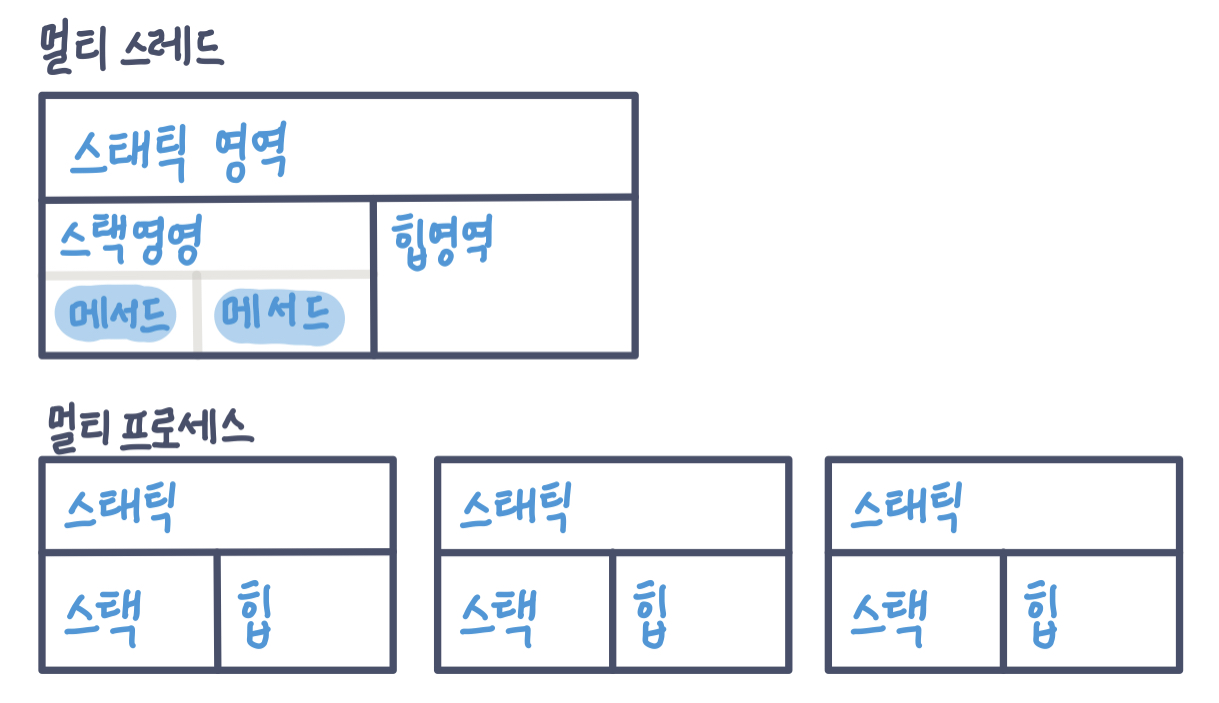 멀티 스레드
스태틱 영역
스택영영 힙영역
메서드 메서드
멀티 프로세스
스태틱 스태틱 스태틱
스택 힙 스택 힙 스택 힙